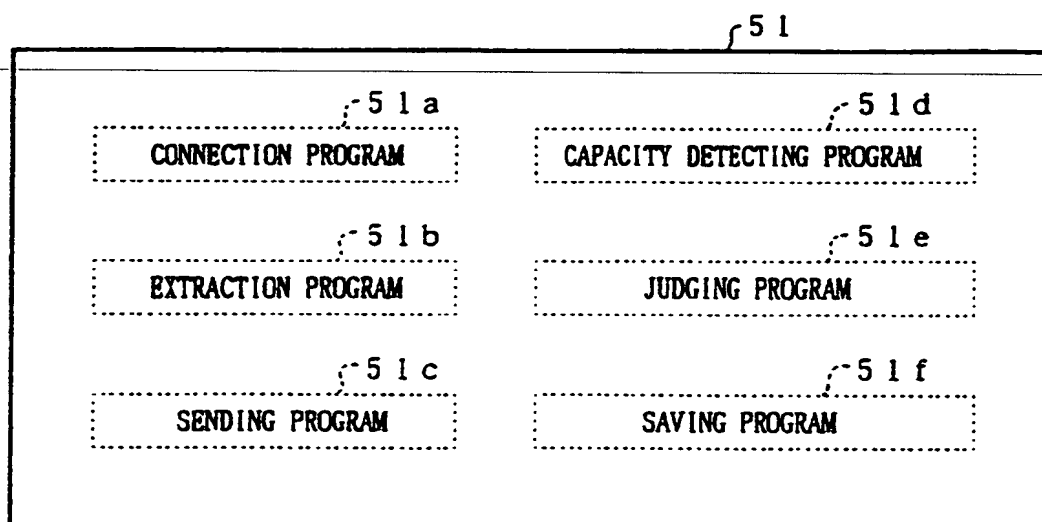 51
51a 51d
CONNECTION PROGRAM CAPACITY DETECTING PROGRAM
51b 51e
EXTRACTION PROGRAM JUDGING PROGRAM
51c 51f
SENDING PROGRAM SAVING PROGRAM